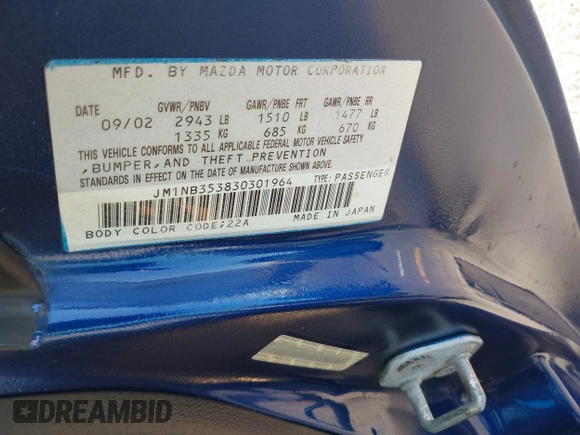 MFD. BY MAZDA MOTOR CORPORATION
DATE GVWR/PNBV GAWR/PNBE FRT GAWR/PNBE RR
09/02 2943 LB 1510 LB 1477 LB
1335 KG 685 KG 670 KG
THIS VEHICLE CONFORMS TO ALL APPLICABLE FEDERAL MOTOR VEHICLE SAFETY
,BUMPER,AND THEFT PREVENTION
STANDARDS IN EFFECT ON THE DATE OF MANUFACTURE SHOWN ABOVE.
JM1NB353830301964 TYPE: PASSENGER
BODY COLOR CODE:22A MADE IN JAPAN
DREAMBID